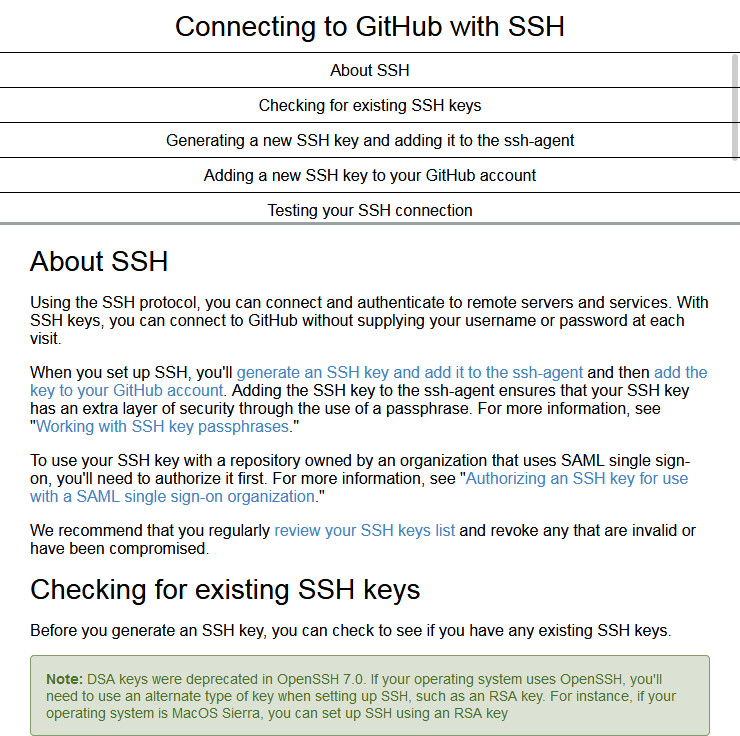 Connecting to GitHub with SSH
About SSH
Checking for existing SSH keys
Generating a new SSH key and adding it to the ssh-agent
Adding a new SSH key to your GitHub account
Testing your SSH connection
About SSH
Using the SSH protocol, you can connect and authenticate to remote servers and services. With
SSH keys, you can connect to GitHub without supplying your username or password at each
visit.
When you set up SSH, you'll generate an SSH key and add it to the ssh-agent and then add the
key to your GitHub account. Adding the SSH key to the ssh-agent ensures that your SSH key
has an extra layer of security through the use of a passphrase. For more information, see
"Working with SSH key passphrases."
To use your SSH key with a repository owned by an organization that uses SAML single sign-
on, you'll need to authorize it first. For more information, see "Authorizing an SSH key for use
with a SAML single sign-on organization."
We recommend that you regularly review your SSH keys list and revoke any that are invalid or
have been compromised.
Checking for existing SSH keys
Before you generate an SSH key, you can check to see if you have any existing SSH keys.
Note: DSA keys were deprecated in OpenSSH 7.0. If your operating system uses OpenSSH, you'll
need to use an alternate type of key when setting up SSH, such as an RSA key. For instance, if your
operating system is MacOS Sierra, you can set up SSH using an RSA key